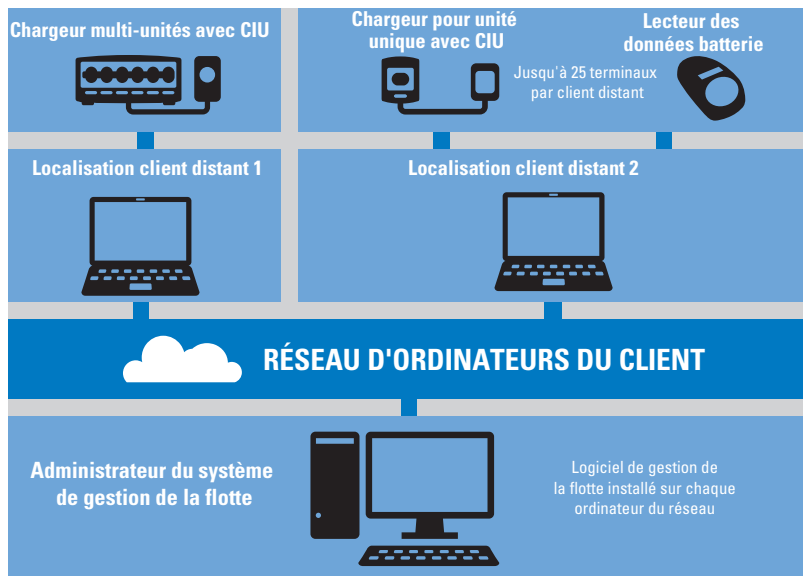 Chargeur multi-unités avec CIU
Chargeur pour unité
unique avec CIU
Jusqu'à 25 terminaux
par client distant
Lecteur des
données batterie
Localisation client distant 1
Localisation client distant 2
RÉSEAU D'ORDINATEURS DU CLIENT
Administrateur du système
de gestion de la flotte
Logiciel de gestion de
la flotte installé sur chaque
ordinateur du réseau